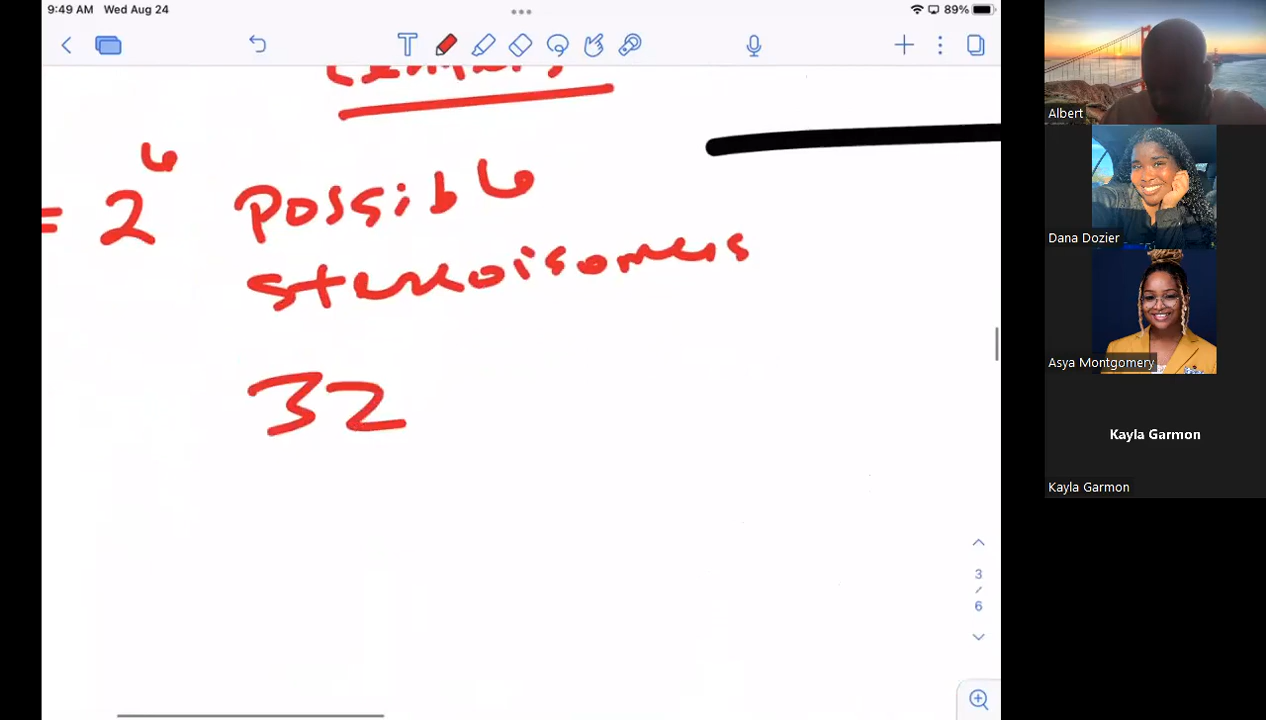 9:49 AM Wed Aug 24
89%
T
= 2⁶ possible
stereoisomers
32
3
/
6
Albert
Dana Dozier
Asya Montgomery
Kayla Garmon
Kayla Garmon